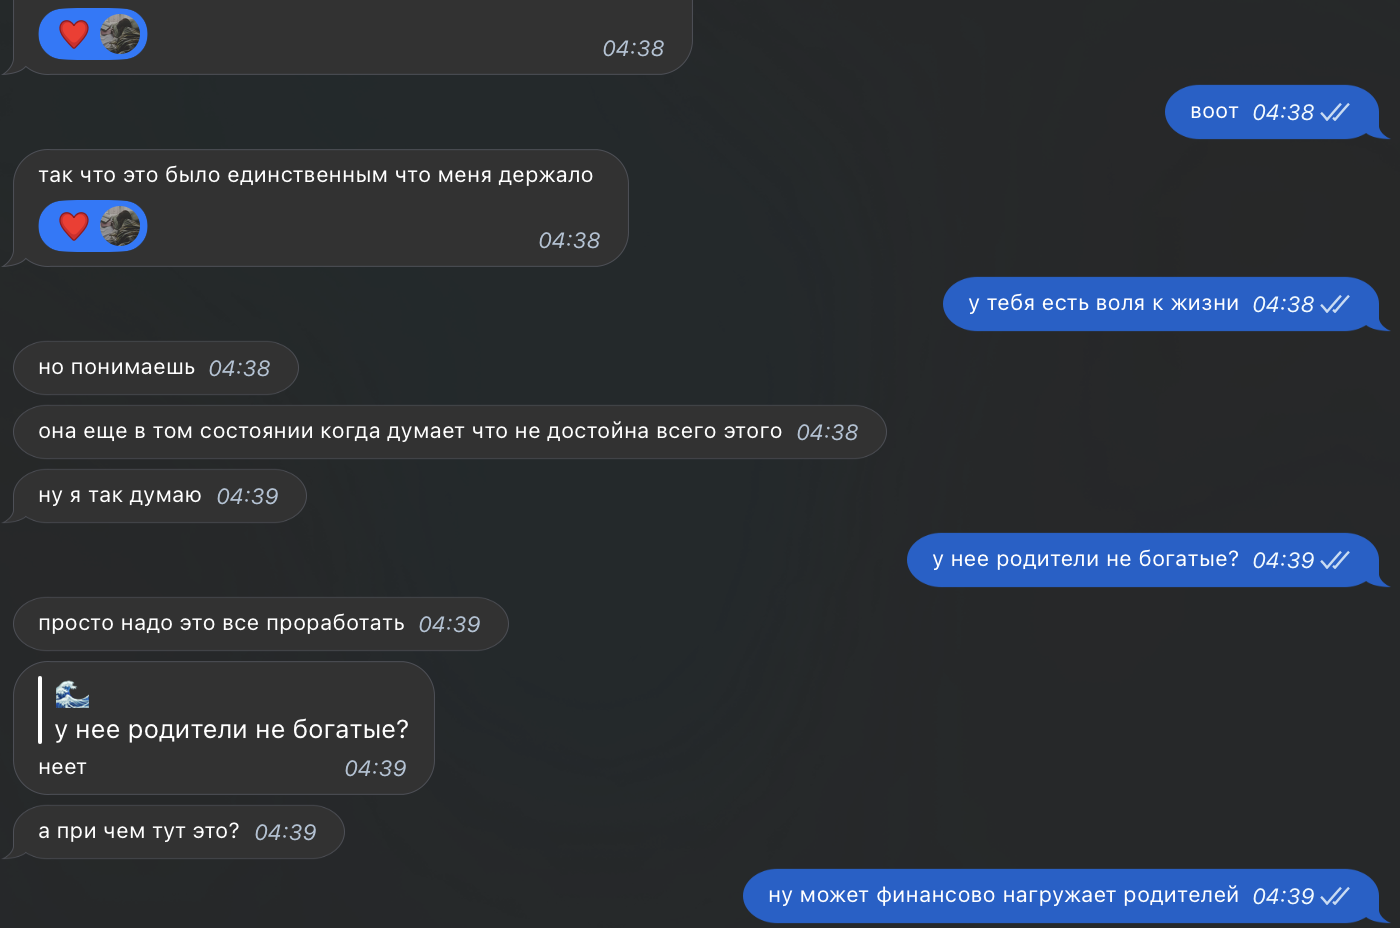 04:38
воот 04:38
так что это было единственным что меня держало
04:38
у тебя есть воля к жизни 04:38
но понимаешь 04:38
она еще в том состоянии когда думает что не достойна всего этого 04:38
ну я так думаю 04:39
у нее родители не богатые? 04:39
просто надо это все проработать 04:39
🌊
у нее родители не богатые?
неет 04:39
а при чем тут это? 04:39
ну может финансово нагружает родителей 04:39